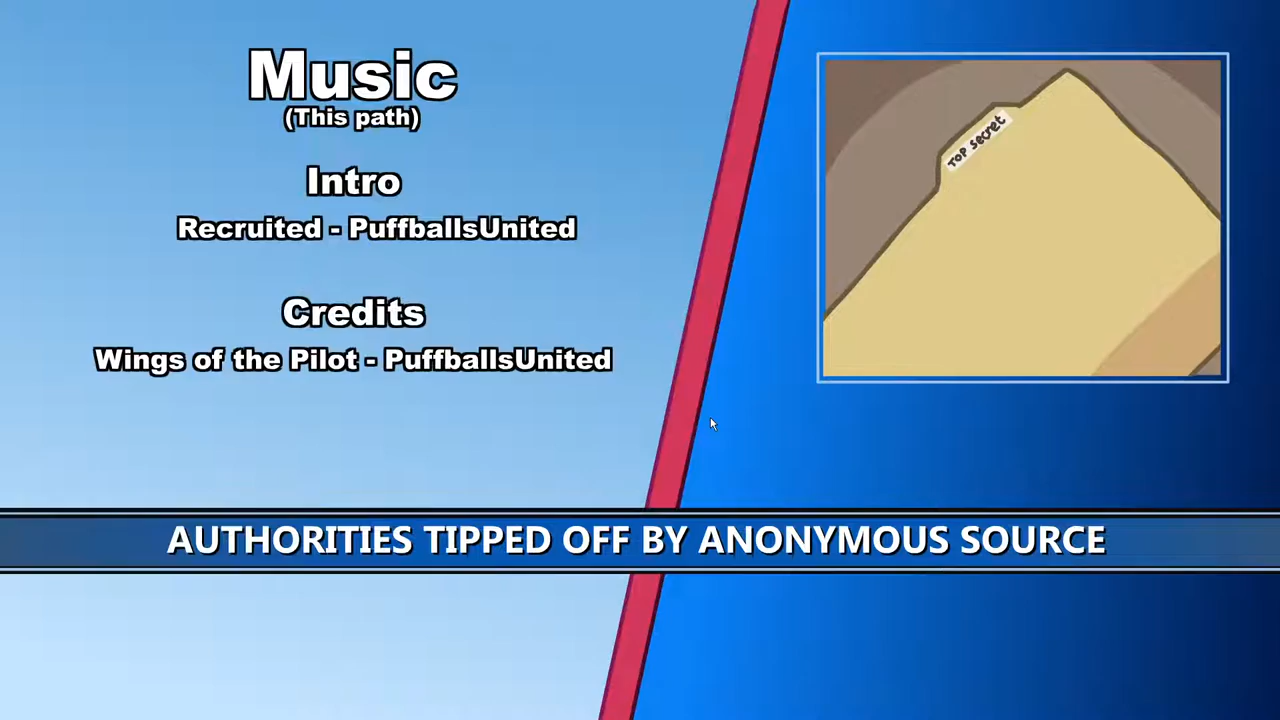 Music
(This path)
Intro
Recruited - PuffballsUnited
Credits
Wings of the Pilot - PuffballsUnited
TOP SECRET
AUTHORITIES TIPPED OFF BY ANONYMOUS SOURCE